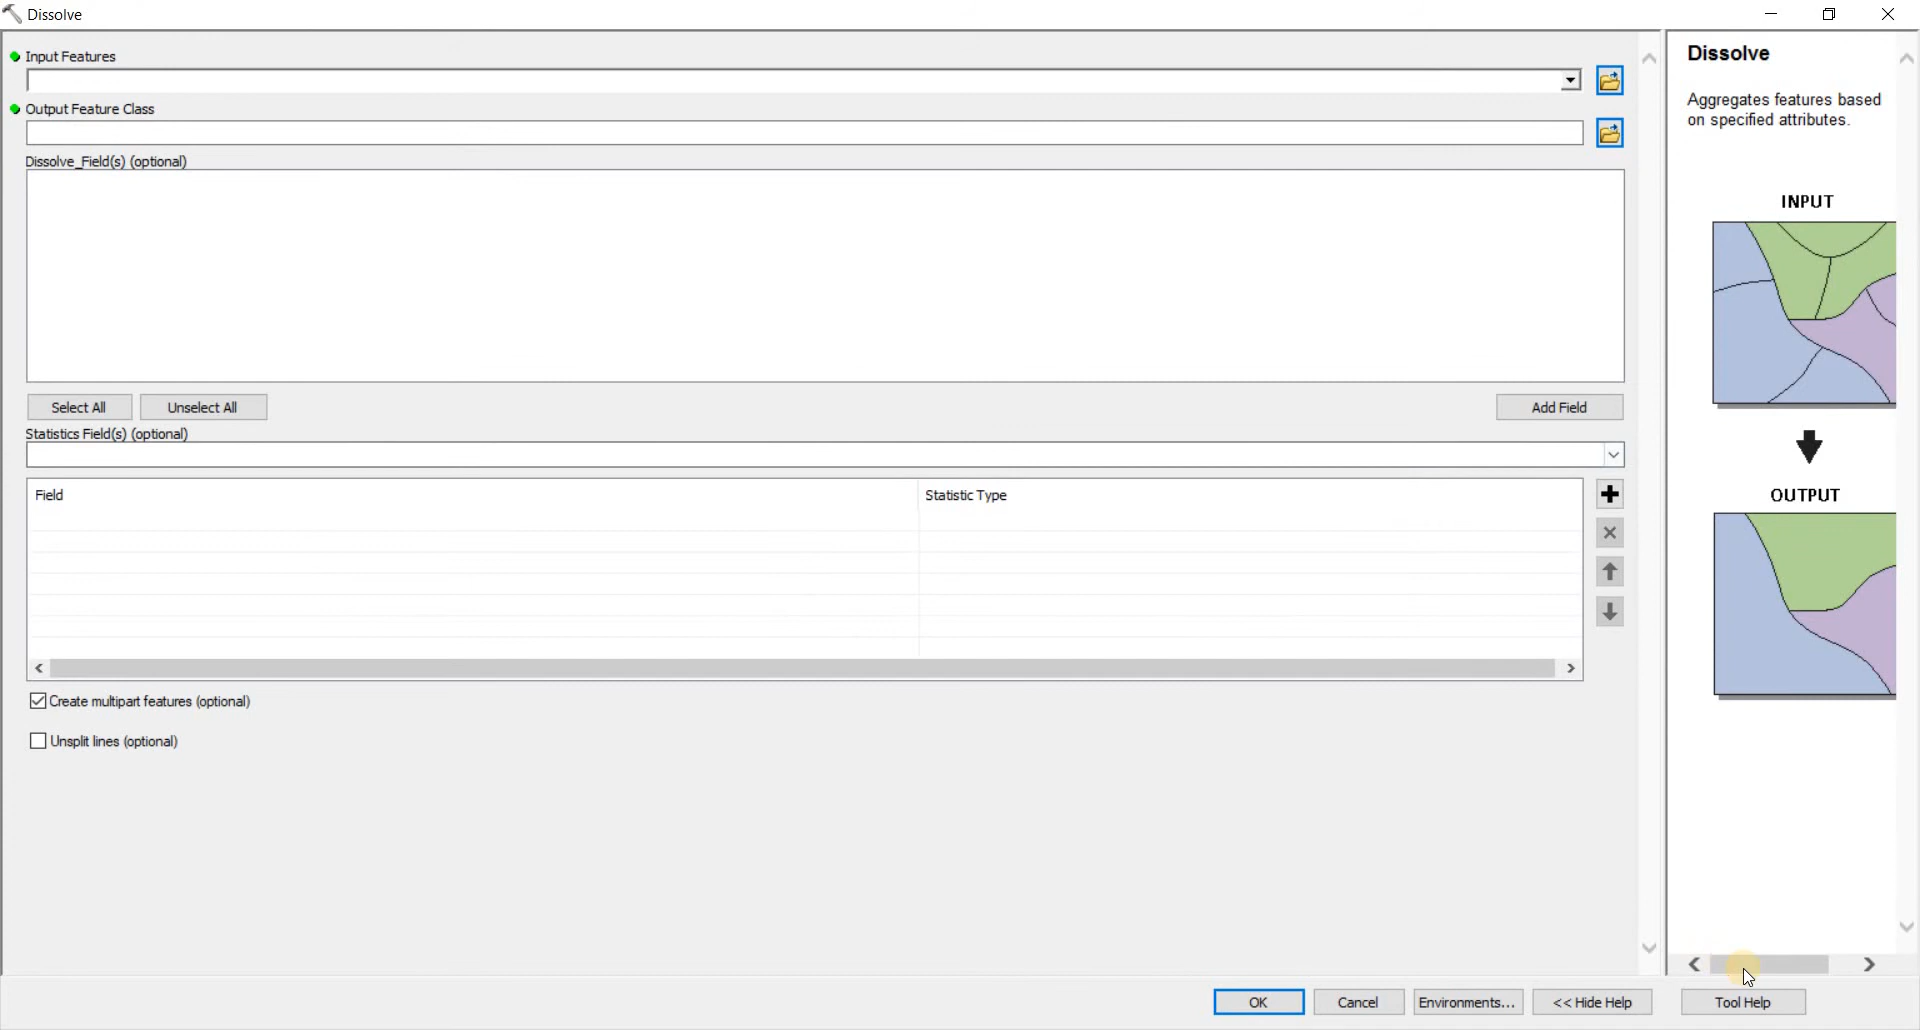 Dissolve
Input Features
Output Feature Class
Dissolve_Field(s) (optional)
Select All
Unselect All
Add Field
Statistics Field(s) (optional)
Field
Statistic Type
Create multipart features (optional)
Unsplit lines (optional)
OK
Cancel
Environments...
<< Hide Help
Dissolve
Aggregates features based
on specified attributes.
INPUT
OUTPUT
Tool Help